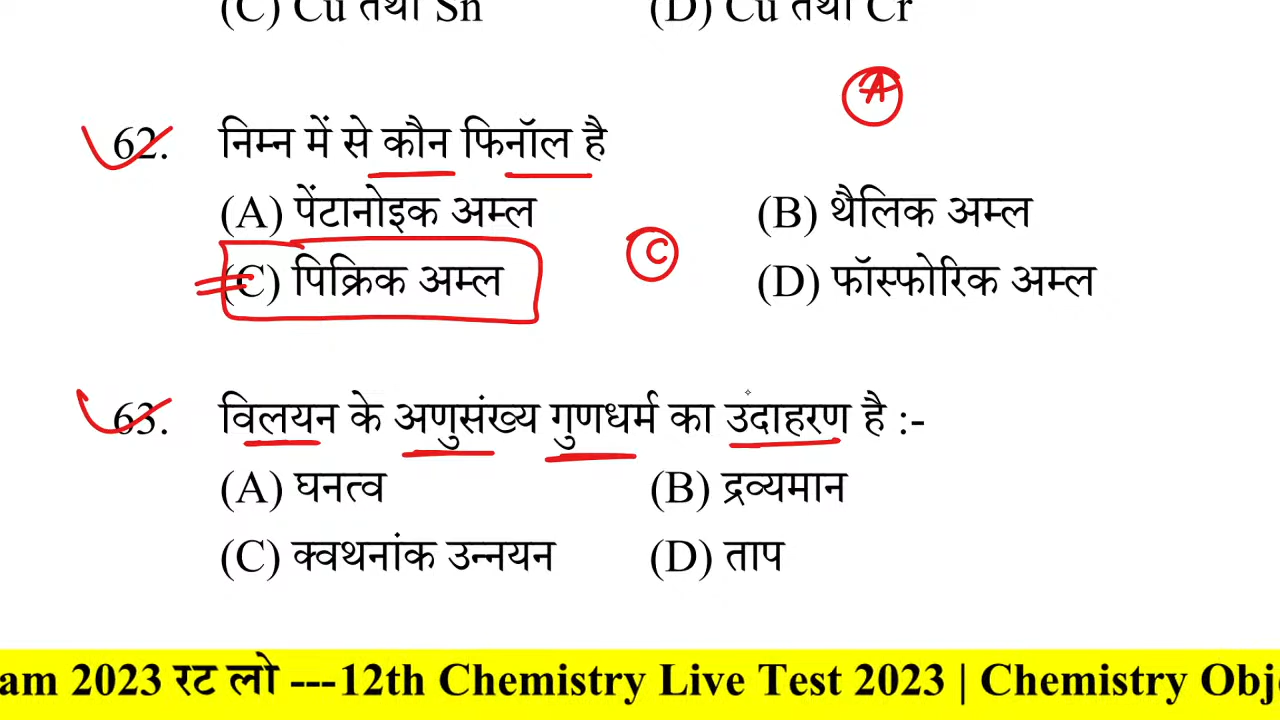 (C) Cu तथा Sn (D) Cu तथा Cr
A
62. निम्न में से कौन फिनॉल है
(A) पेंटानोइक अम्ल (B) थैलिक अम्ल
C
(C) पिक्रिक अम्ल (D) फॉस्फोरिक अम्ल
63. विलयन के अणुसंख्य गुणधर्म का उदाहरण है :-
(A) घनत्व (B) द्रव्यमान
(C) क्वथनांक उन्नयन (D) ताप
am 2023 रट लो ---12th Chemistry Live Test 2023 | Chemistry Obj